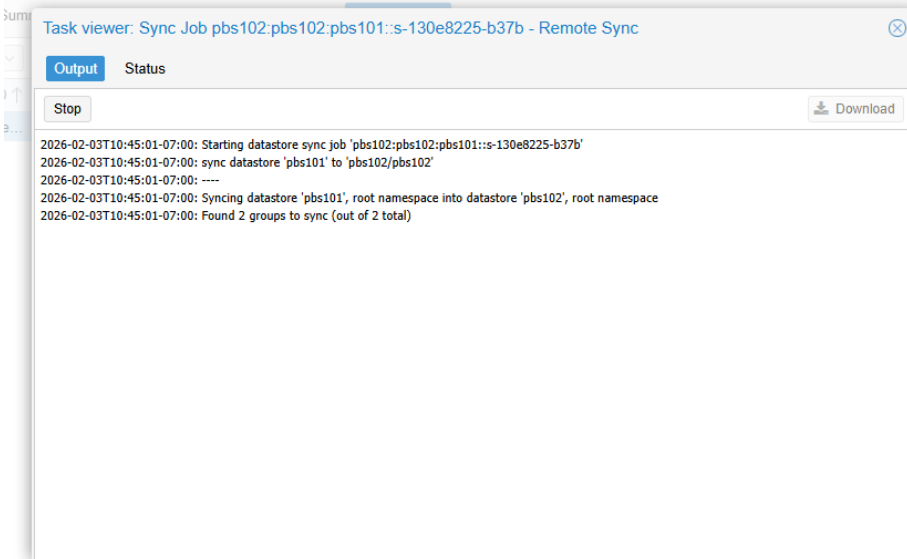 Summ
Task viewer: Sync Job pbs102:pbs102:pbs101::s-130e8225-b37b - Remote Sync
Output Status
Stop Download
2026-02-03T10:45:01-07:00: Starting datastore sync job 'pbs102:pbs102:pbs101::s-130e8225-b37b'
2026-02-03T10:45:01-07:00: sync datastore 'pbs101' to 'pbs102/pbs102'
2026-02-03T10:45:01-07:00: ----
2026-02-03T10:45:01-07:00: Syncing datastore 'pbs101', root namespace into datastore 'pbs102', root namespace
2026-02-03T10:45:01-07:00: Found 2 groups to sync (out of 2 total)